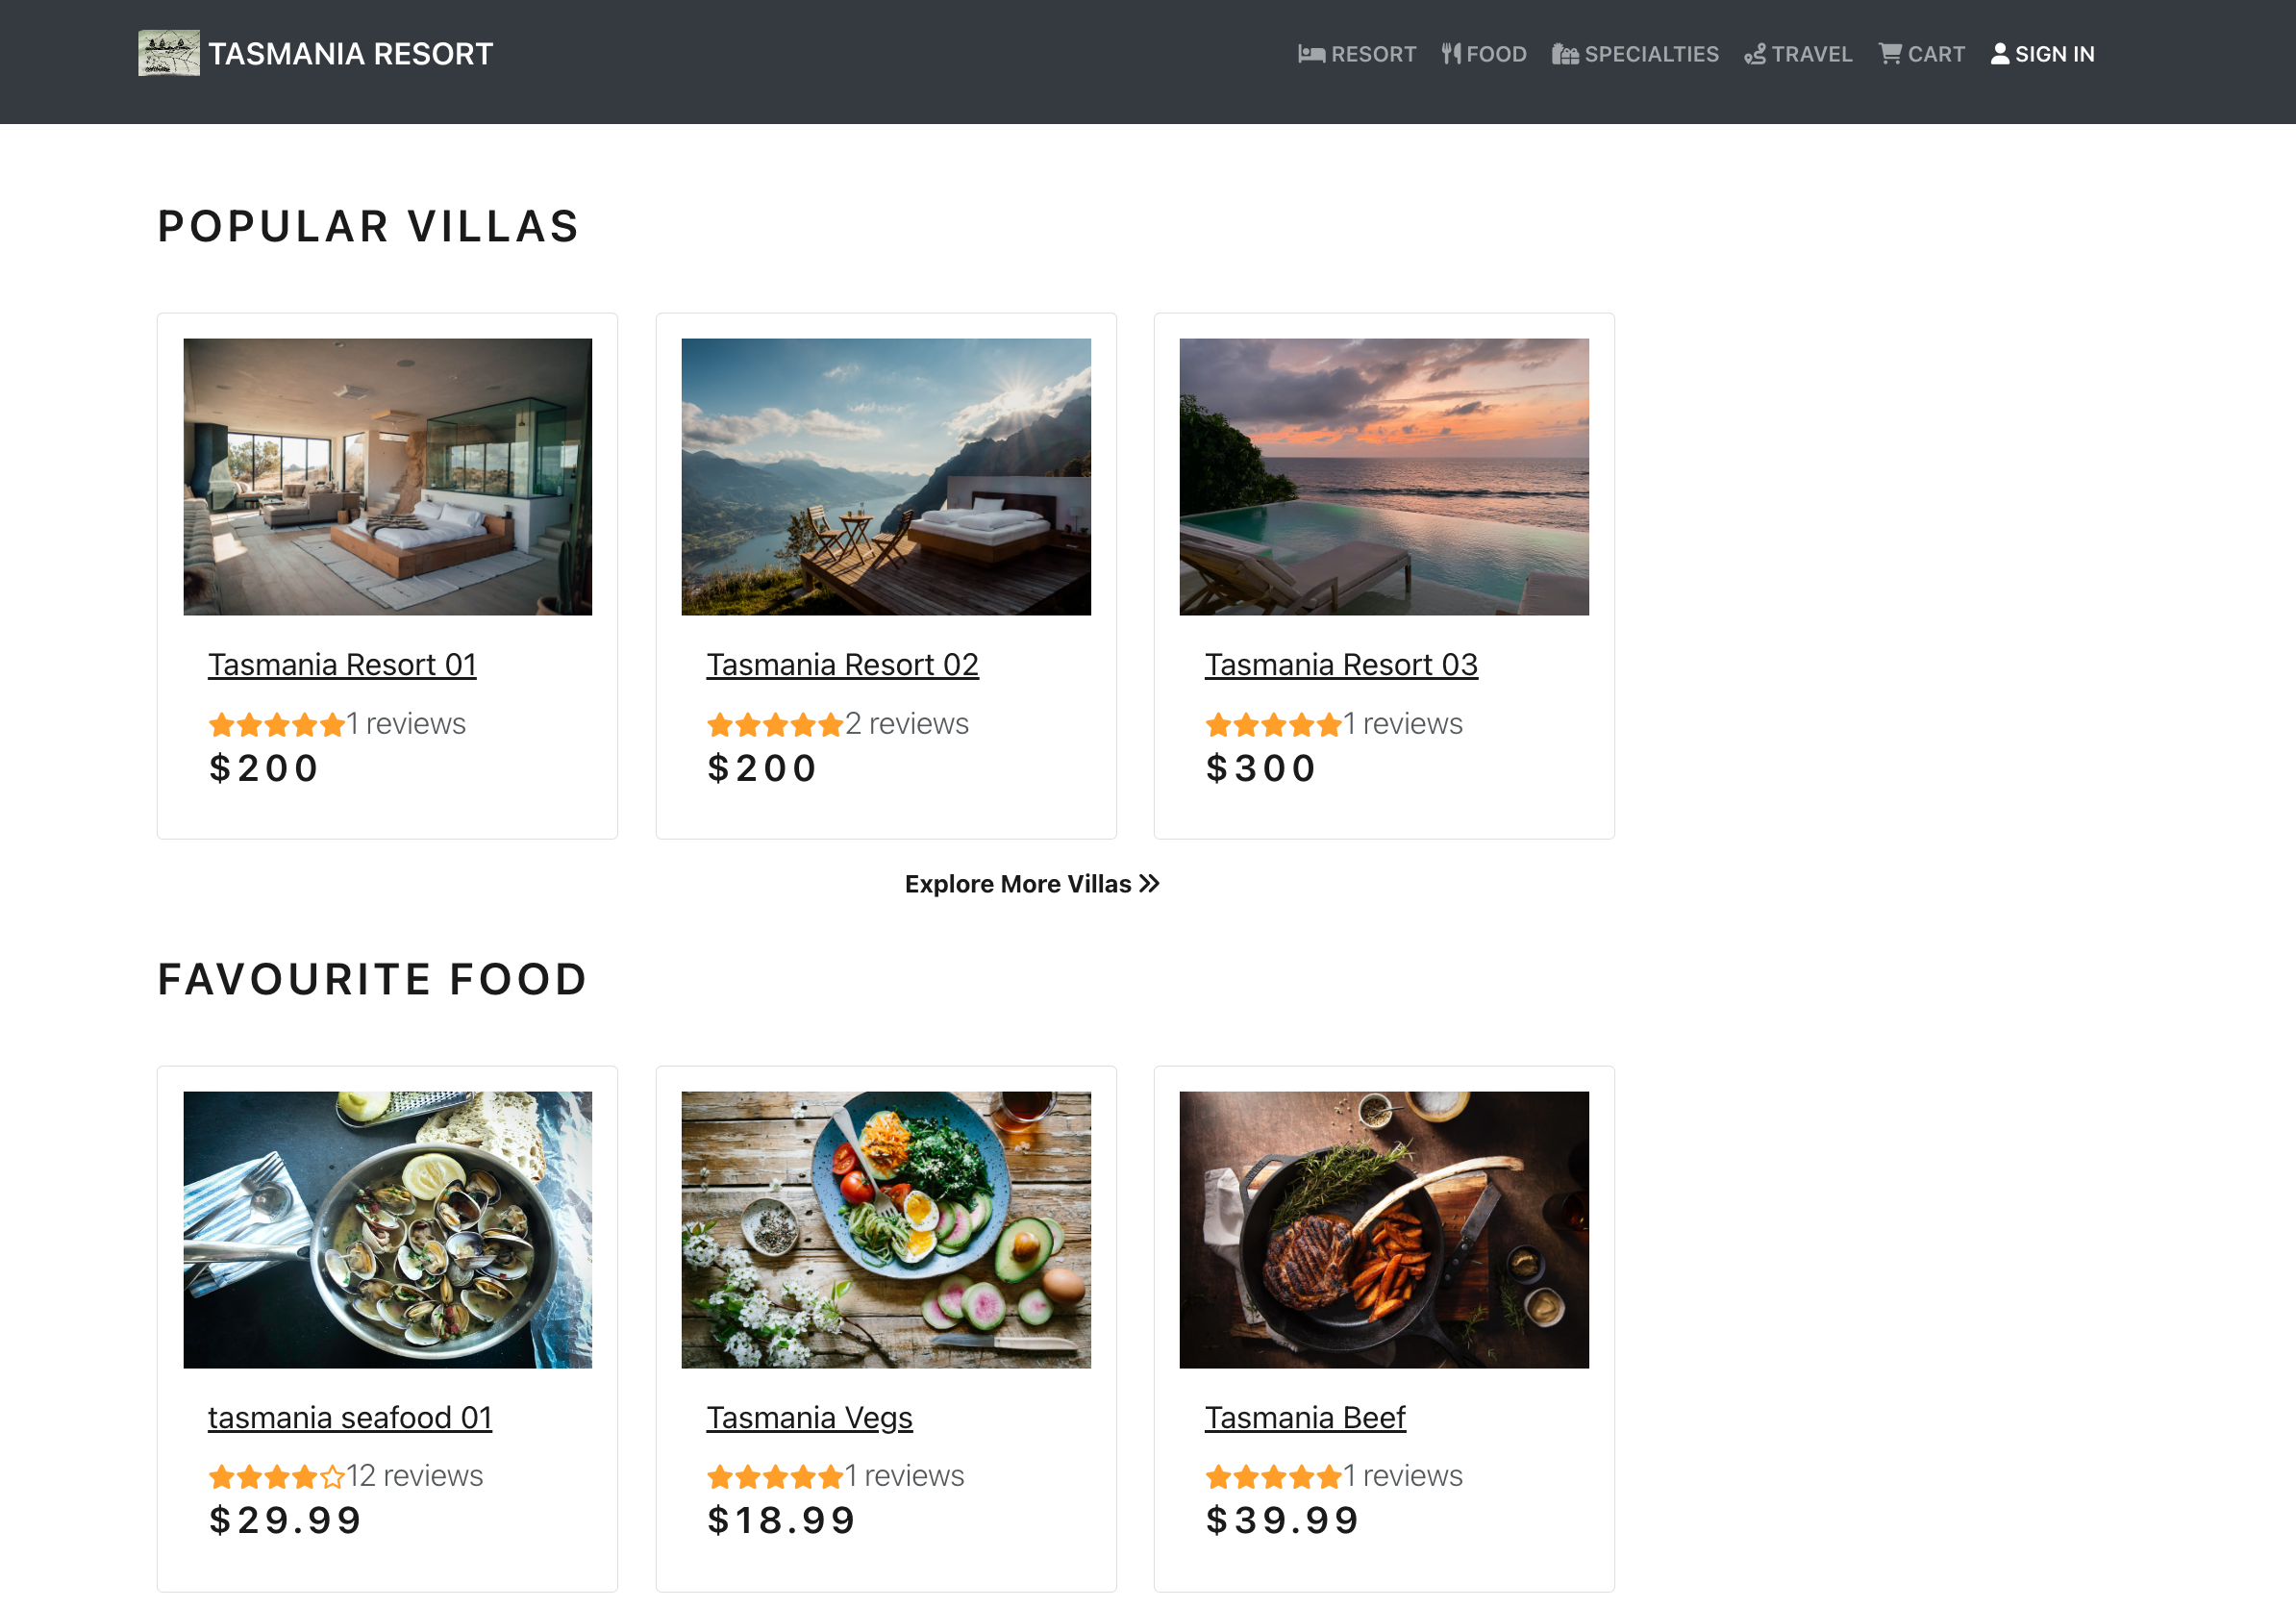 TASMANIA RESORT
RESORT FOOD SPECIALTIES TRAVEL CART SIGN IN
POPULAR VILLAS
Tasmania Resort 01
1 reviews
$200
Tasmania Resort 02
2 reviews
$200
Tasmania Resort 03
1 reviews
$300
Explore More Villas
FAVOURITE FOOD
tasmania seafood 01
12 reviews
$29.99
Tasmania Vegs
1 reviews
$18.99
Tasmania Beef
1 reviews
$39.99